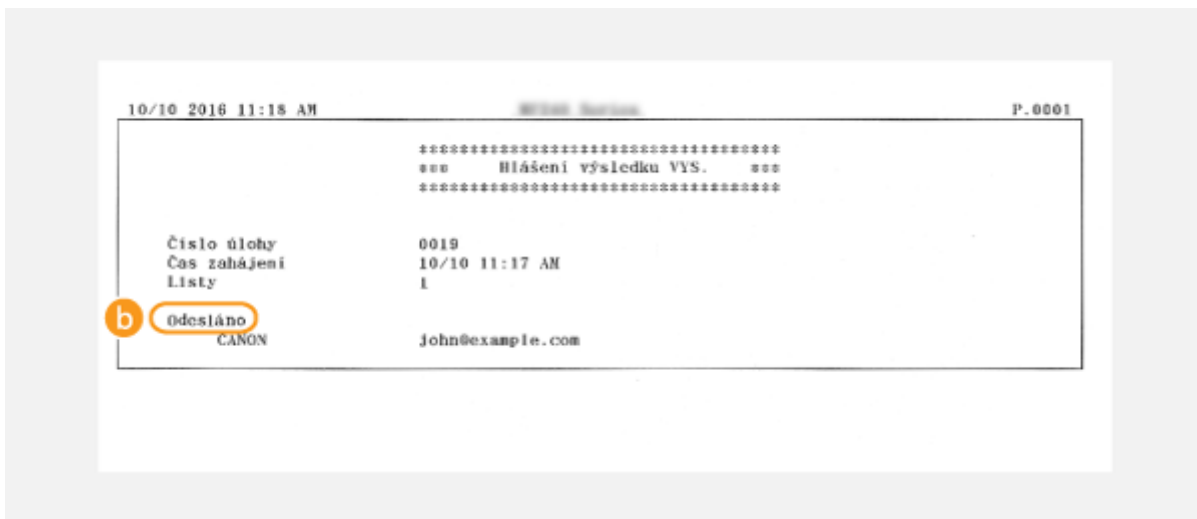 10/10 2016 11:18 AM P.0001
***********************************
*** Hlášení výsledku VYS. ***
***********************************
Číslo úlohy 0019
Čas zahájení 10/10 11:17 AM
Listy 1
b Odesláno
CANON john@example.com